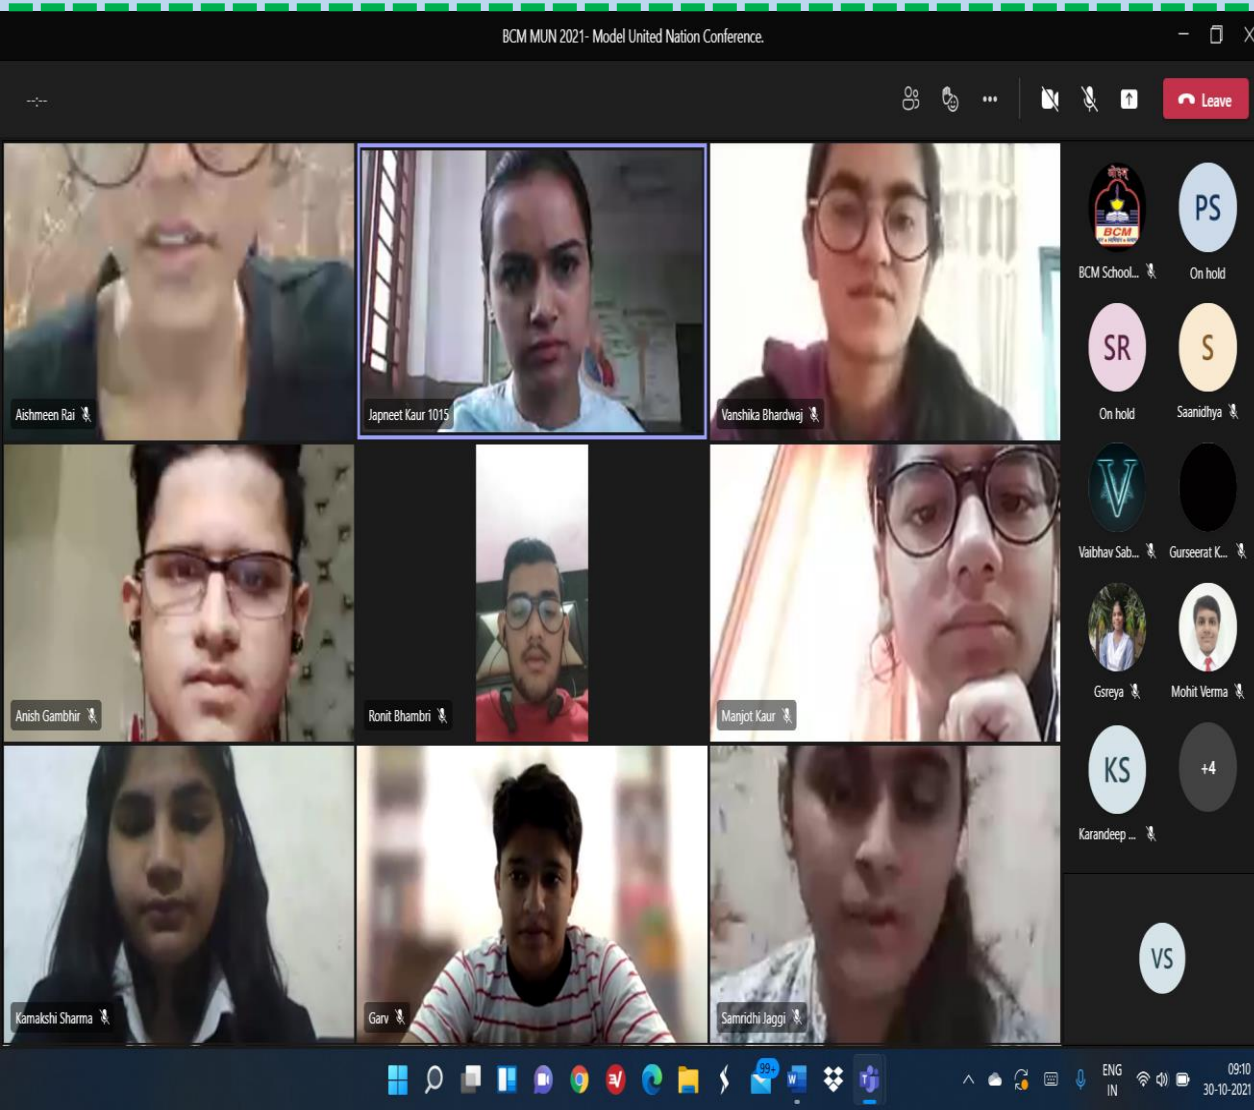 BCM MUN 2021- Model United Nation Conference.
--:--
Leave
Aishmeen Rai
Japneet Kaur 1015
Vanshika Bhardwaj
Anish Gambhir
Ronit Bhambri
Manjot Kaur
Kamakshi Sharma
Garv
Samridhi Jaggi
BCM
BCM School...
PS
On hold
SR
On hold
S
Saanidhya
V
Vaibhav Sab...
Gurseerat K...
Gsreya
Mohit Verma
KS
Karandeep ...
+4
VS
99+
ENG
IN
09:10
30-10-2021